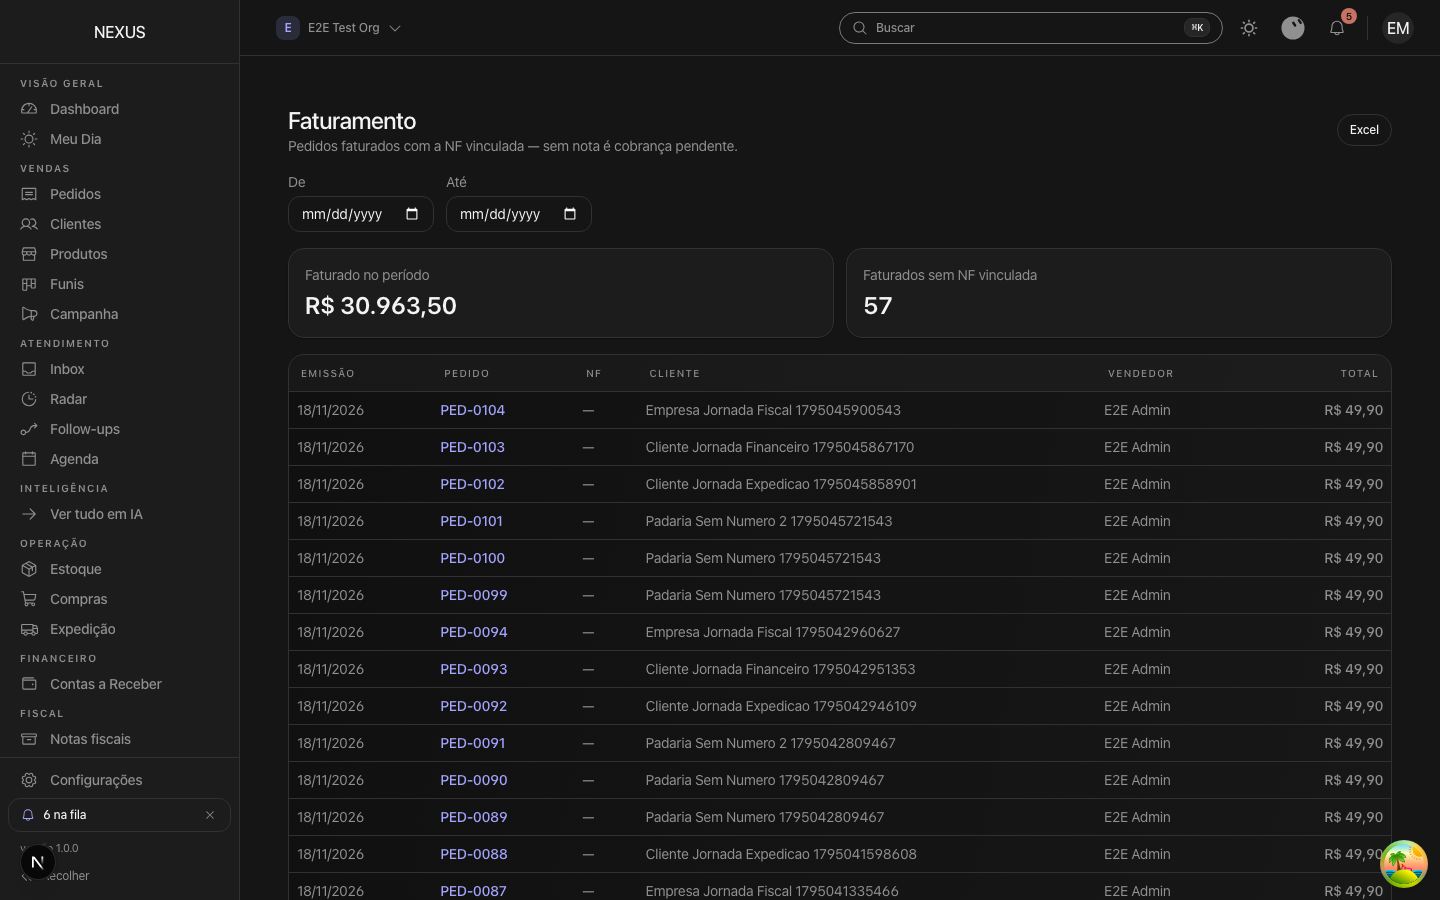 NEXUS
E E2E Test Org
Buscar ⌘K
5
EM
VISÃO GERAL
Dashboard
Meu Dia
VENDAS
Pedidos
Clientes
Produtos
Funis
Campanha
ATENDIMENTO
Inbox
Radar
Follow-ups
Agenda
INTELIGÊNCIA
Ver tudo em IA
OPERAÇÃO
Estoque
Compras
Expedição
FINANCEIRO
Contas a Receber
FISCAL
Notas fiscais
Configurações
6 na fila
1.0.0
N
Faturamento
Pedidos faturados com a NF vinculada — sem nota é cobrança pendente.
Excel
De Até
mm/dd/yyyy mm/dd/yyyy
Faturado no período
R$ 30.963,50
Faturados sem NF vinculada
57
EMISSÃO PEDIDO NF CLIENTE VENDEDOR TOTAL
18/11/2026 PED-0104 — Empresa Jornada Fiscal 1795045900543 E2E Admin R$ 49,90
18/11/2026 PED-0103 — Cliente Jornada Financeiro 1795045867170 E2E Admin R$ 49,90
18/11/2026 PED-0102 — Cliente Jornada Expedicao 1795045858901 E2E Admin R$ 49,90
18/11/2026 PED-0101 — Padaria Sem Numero 2 1795045721543 E2E Admin R$ 49,90
18/11/2026 PED-0100 — Padaria Sem Numero 1795045721543 E2E Admin R$ 49,90
18/11/2026 PED-0099 — Padaria Sem Numero 1795045721543 E2E Admin R$ 49,90
18/11/2026 PED-0094 — Empresa Jornada Fiscal 1795042960627 E2E Admin R$ 49,90
18/11/2026 PED-0093 — Cliente Jornada Financeiro 1795042951353 E2E Admin R$ 49,90
18/11/2026 PED-0092 — Cliente Jornada Expedicao 1795042946109 E2E Admin R$ 49,90
18/11/2026 PED-0091 — Padaria Sem Numero 2 1795042809467 E2E Admin R$ 49,90
18/11/2026 PED-0090 — Padaria Sem Numero 1795042809467 E2E Admin R$ 49,90
18/11/2026 PED-0089 — Padaria Sem Numero 1795042809467 E2E Admin R$ 49,90
18/11/2026 PED-0088 — Cliente Jornada Expedicao 1795041598608 E2E Admin R$ 49,90
18/11/2026 PED-0087 — Empresa Jornada Fiscal 1795041335466 E2E Admin R$ 49,90